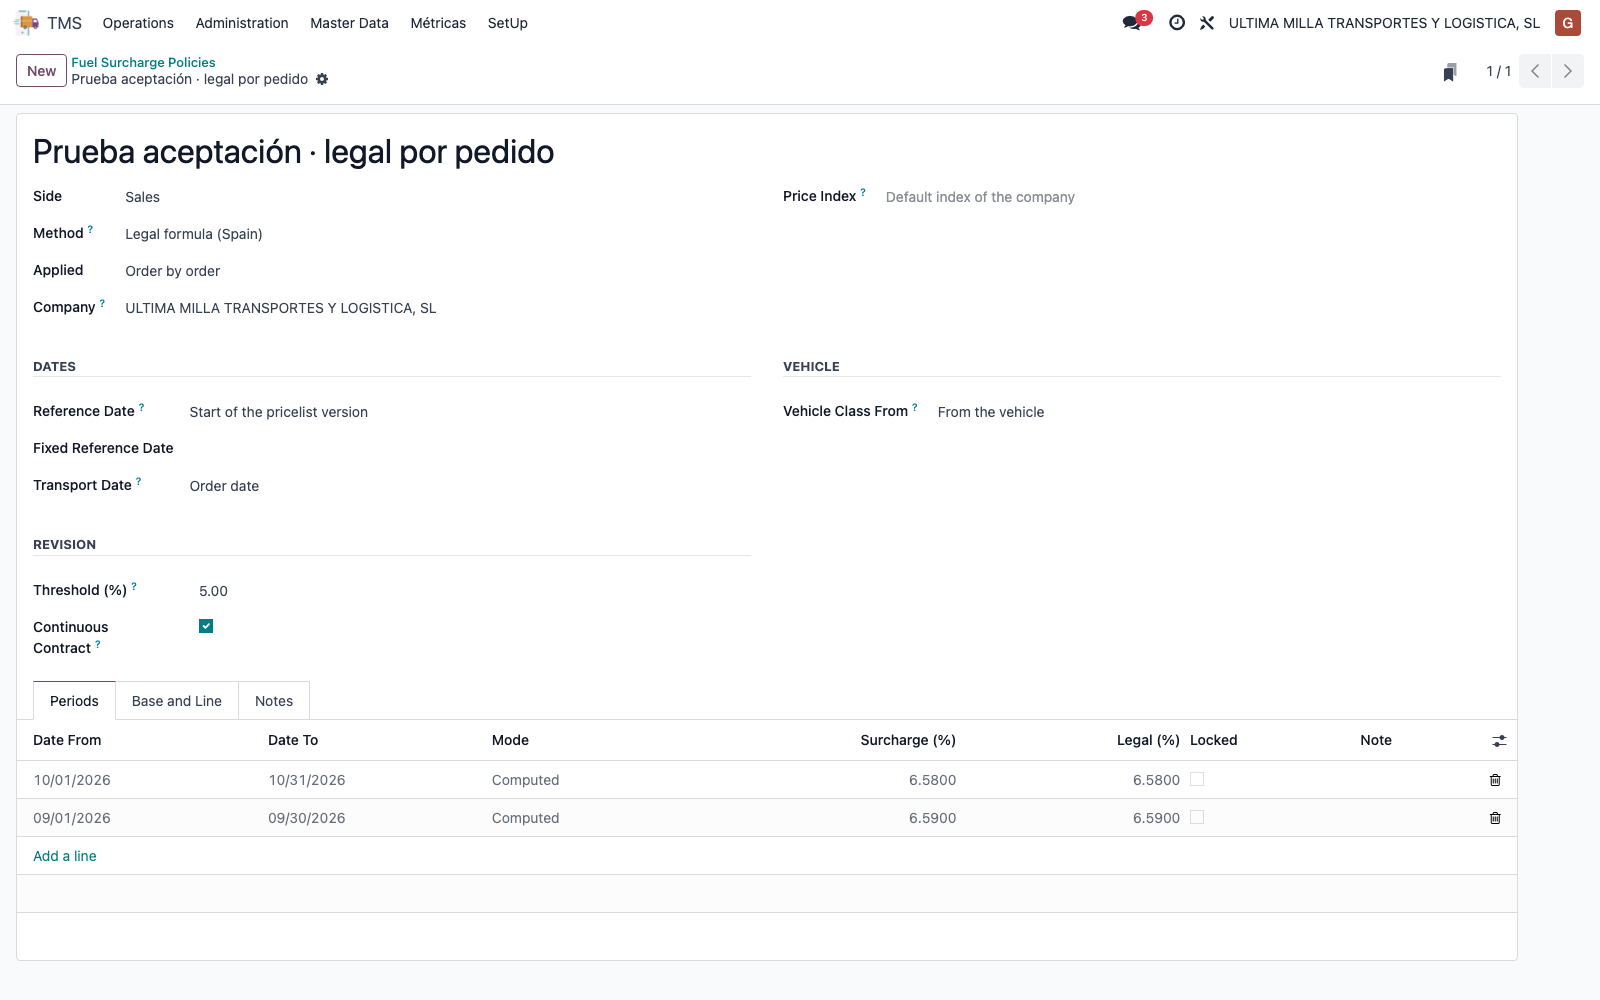 TMS Operations Administration Master Data Métricas SetUp 3 ULTIMA MILLA TRANSPORTES Y LOGISTICA, SL G
New Fuel Surcharge Policies
Prueba aceptación · legal por pedido
1 / 1
Prueba aceptación · legal por pedido
Side Sales
Price Index ? Default index of the company
Method ? Legal formula (Spain)
Applied Order by order
Company ? ULTIMA MILLA TRANSPORTES Y LOGISTICA, SL
DATES
VEHICLE
Reference Date ? Start of the pricelist version
Vehicle Class From ? From the vehicle
Fixed Reference Date
Transport Date ? Order date
REVISION
Threshold (%) ? 5.00
Continuous
Contract ?
Periods Base and Line Notes
Date From Date To Mode Surcharge (%) Legal (%) Locked Note
10/01/2026 10/31/2026 Computed 6.5800 6.5800
09/01/2026 09/30/2026 Computed 6.5900 6.5900
Add a line